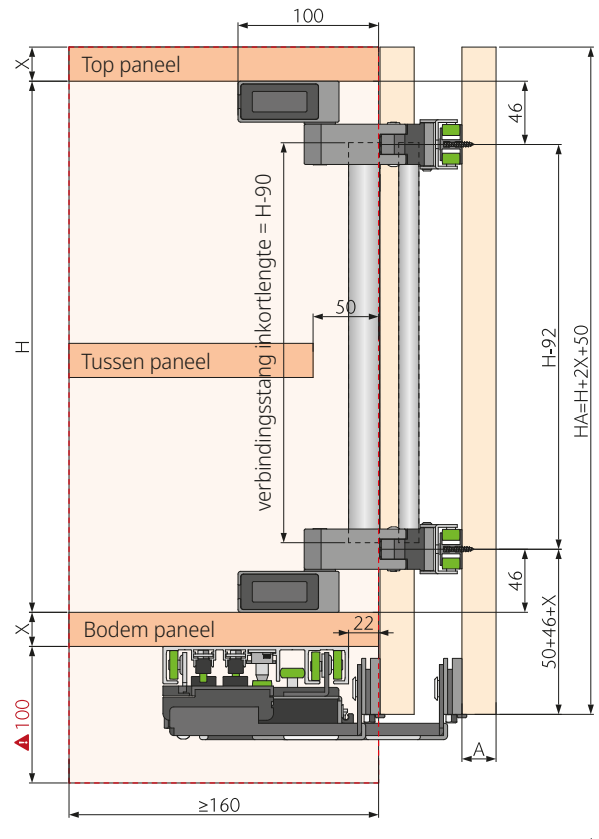 100
X
Top paneel
46
verbindingsstang inkortlengte = H-90
50
H
Tussen paneel
H-92
HA=H+2X+50
46
X
Bodem paneel
22
50+46+X
100
A
≥160